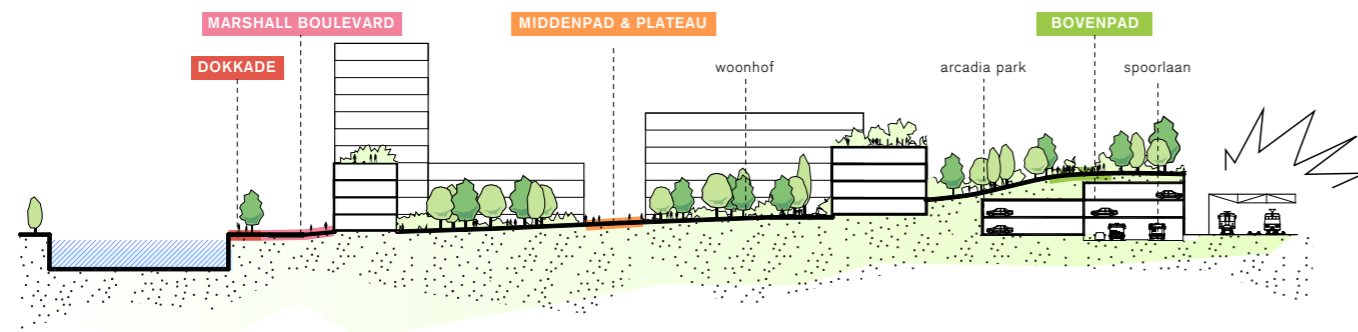 MARSHALL BOULEVARD
MIDDENPAD & PLATEAU
BOVENPAD
DOKKADE
woonhof
arcadia park
spoorlaan